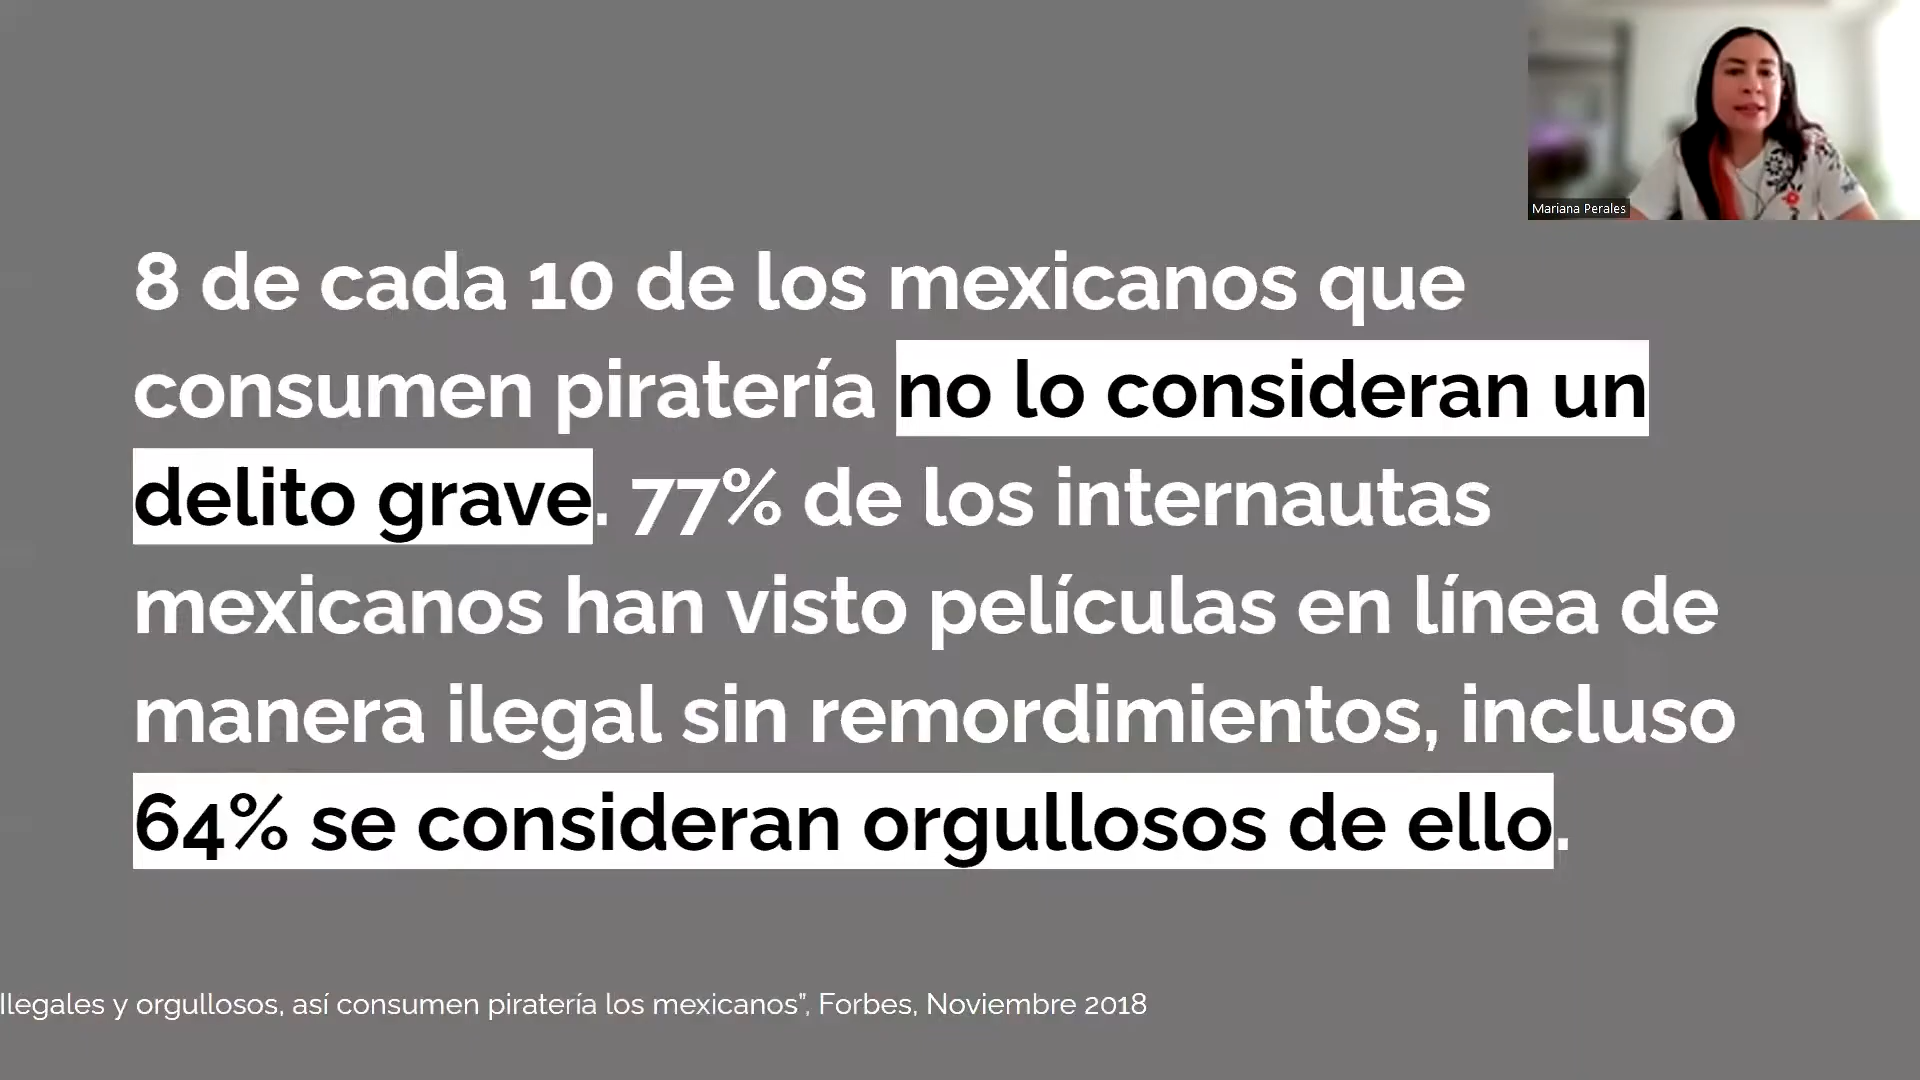 Mariana Perales
8 de cada 10 de los mexicanos que
consumen piratería no lo consideran un
delito grave. 77% de los internautas
mexicanos han visto películas en línea de
manera ilegal sin remordimientos, incluso
64% se consideran orgullosos de ello.
Ilegales y orgullosos, así consumen piratería los mexicanos”, Forbes, Noviembre 2018